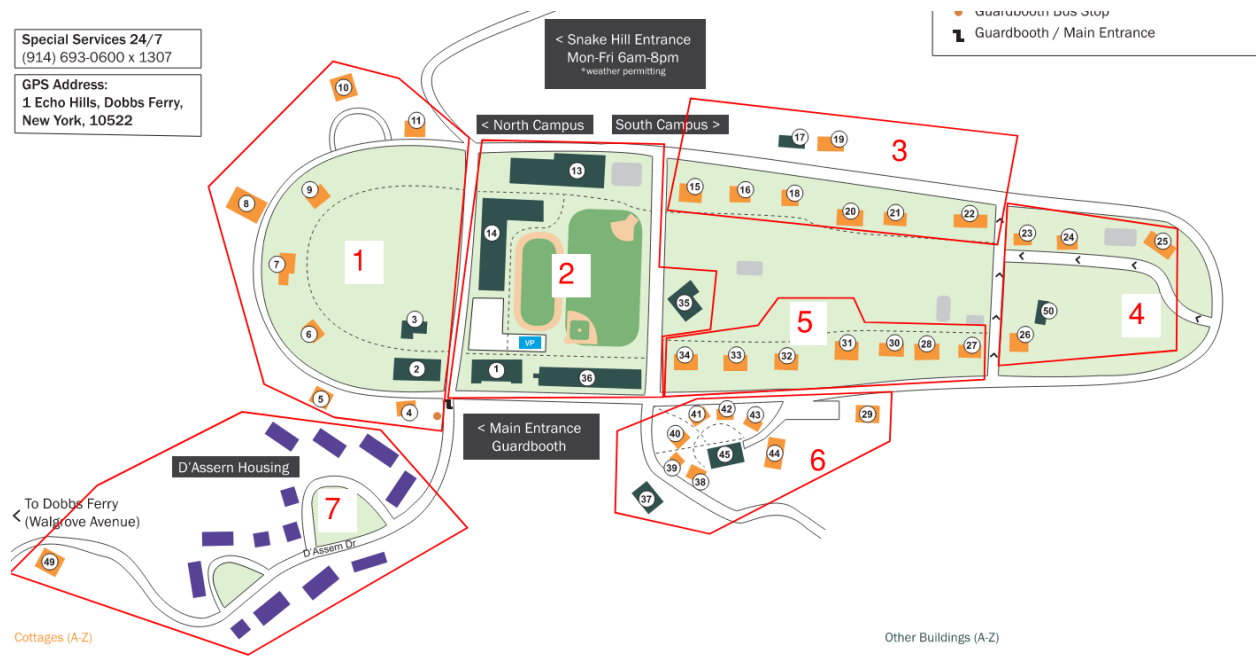 Guardbooth Bus Stop
Guardbooth / Main Entrance
Special Services 24/7
(914) 693-0600 x 1307
GPS Address:
1 Echo Hills, Dobbs Ferry,
New York, 10522
< Snake Hill Entrance
Mon-Fri 6am-8pm
*weather permitting
< North Campus
South Campus >
10
11
17
19
3
13
9
15
16
18
8
20
21
22
14
23
24
25
7
1
2
35
50
4
3
5
6
31
30
28
27
26
VP
34
33
32
2
1
36
5
4
41
42
43
29
< Main Entrance
Guardbooth
40
45
44
6
39
38
37
D'Assern Housing
To Dobbs Ferry
(Walgrove Avenue)
7
D'Assern Dr
49
Cottages (A-Z)
Other Buildings (A-Z)